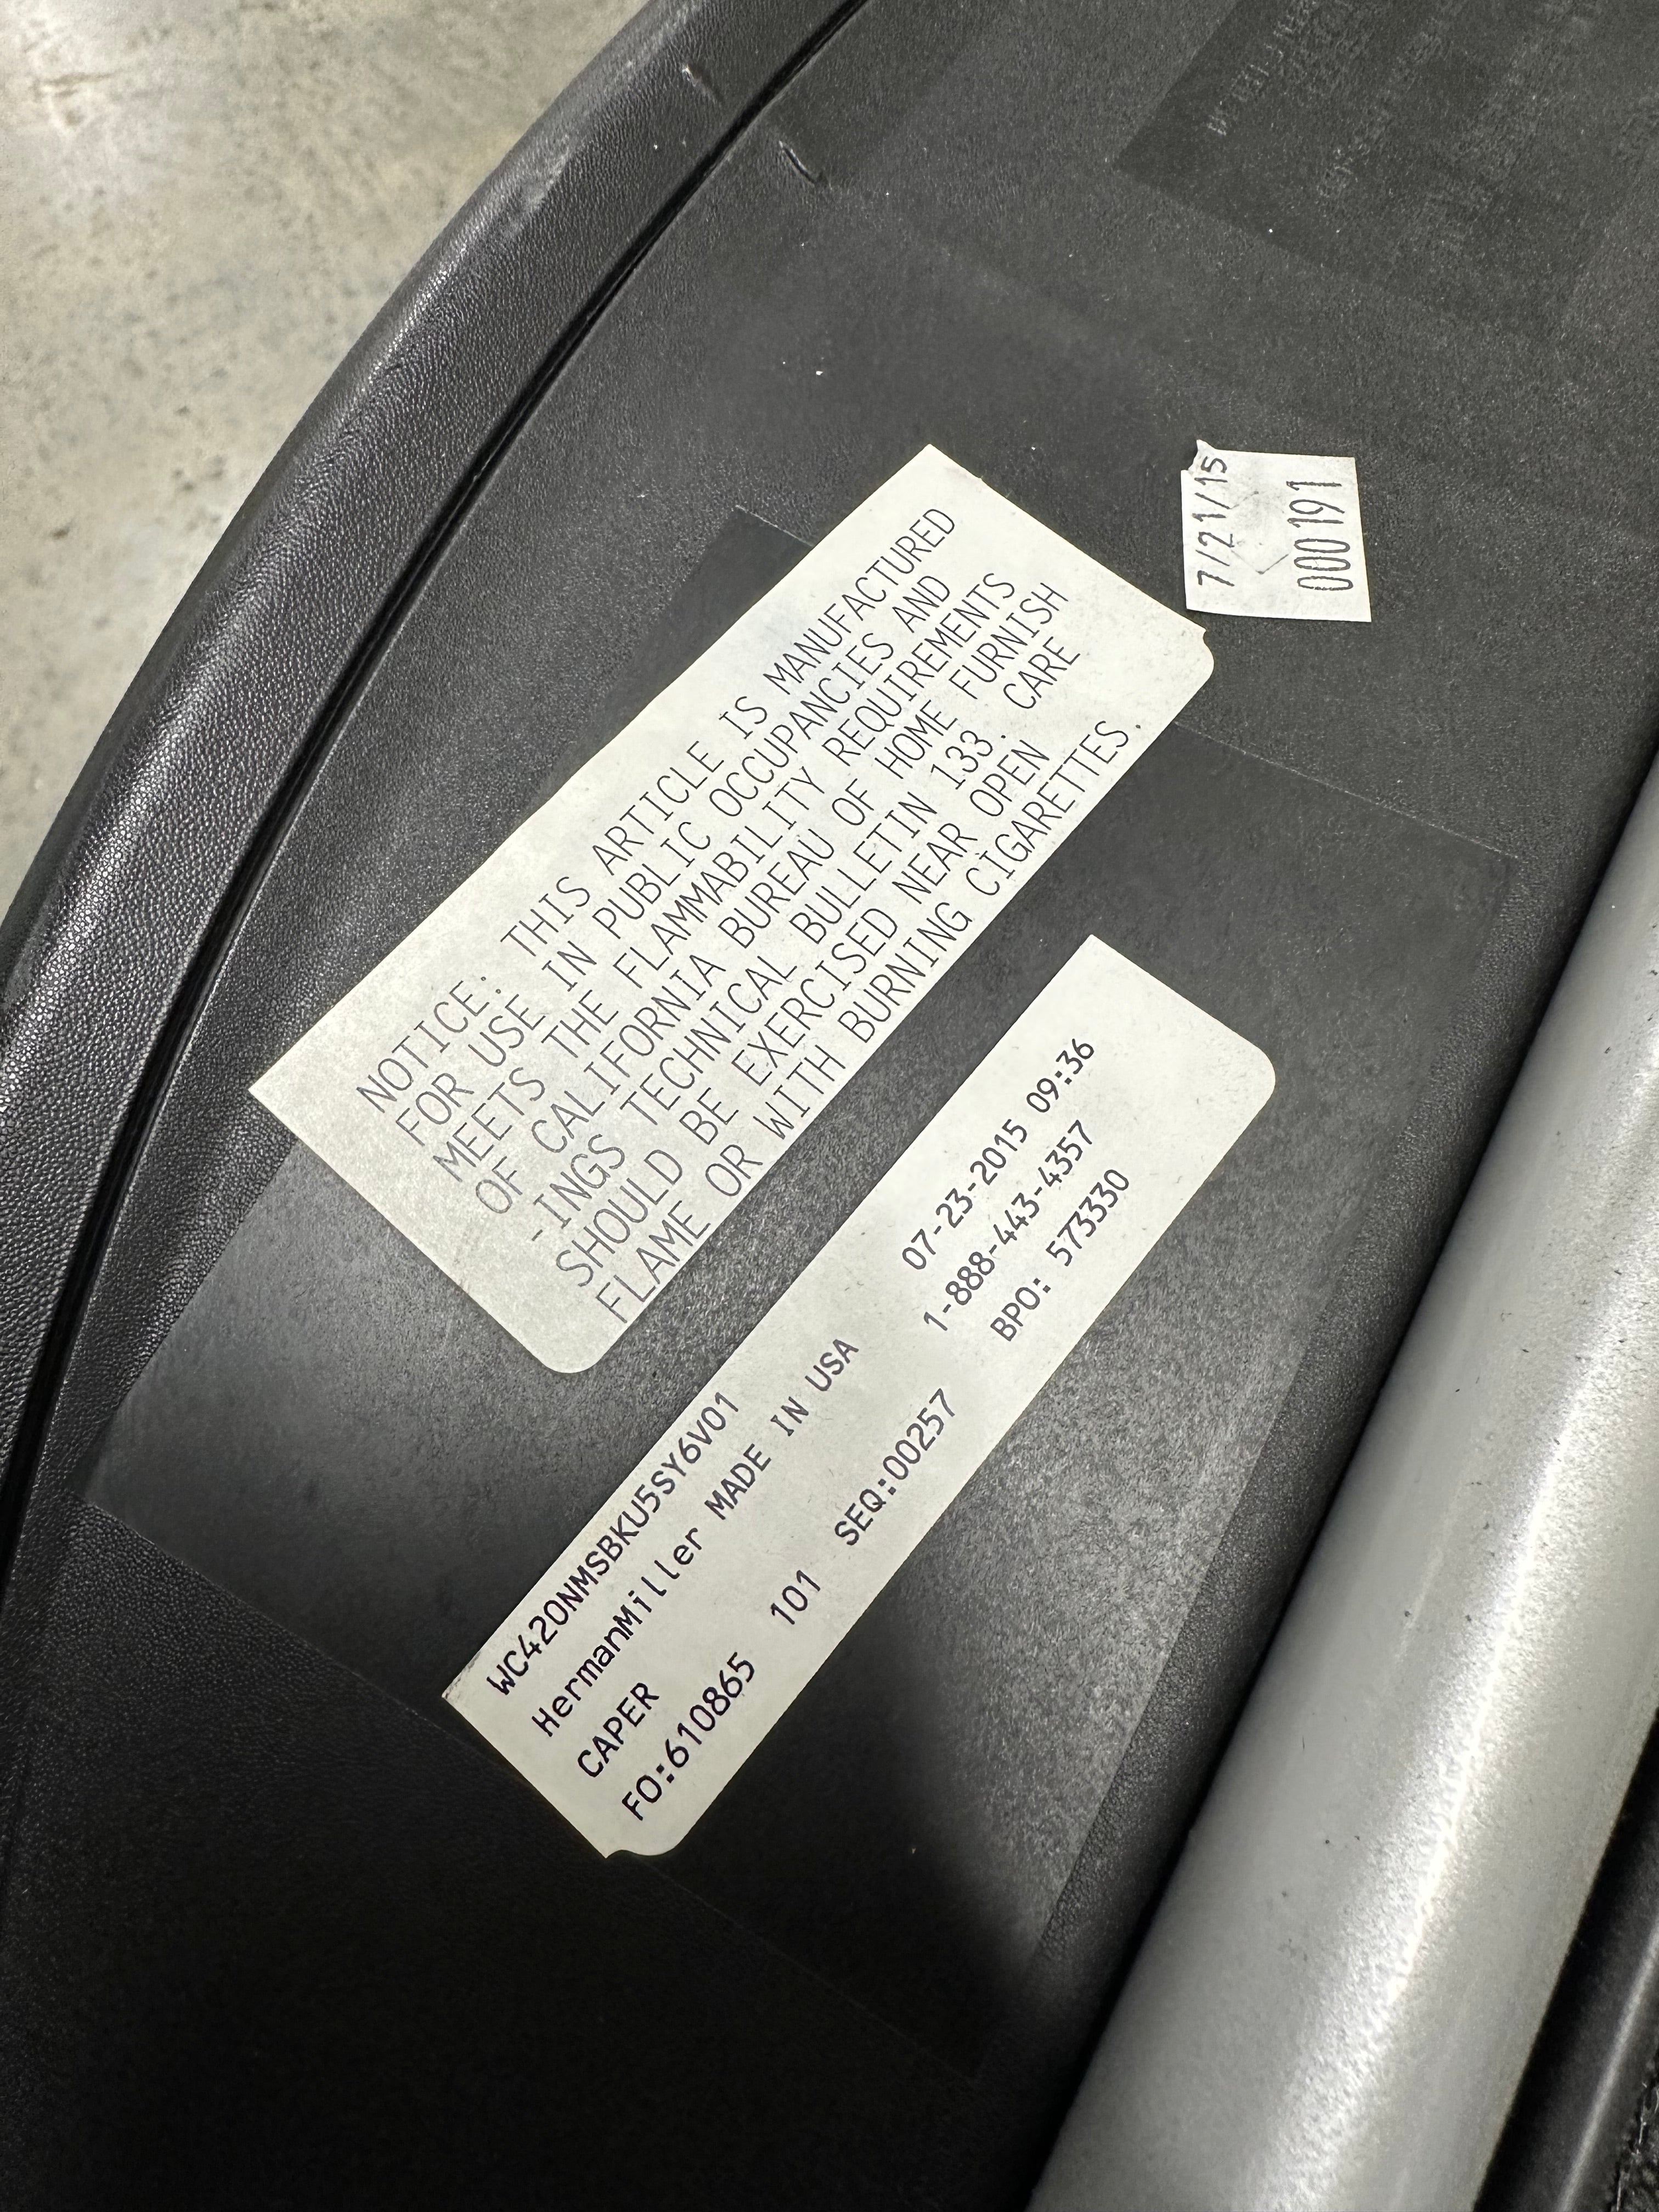 NOTICE: THIS ARTICLE IS MANUFACTURED
FOR USE IN PUBLIC OCCUPANCIES AND
MEETS THE FLAMMABILITY REQUIREMENTS
OF CALIFORNIA BUREAU OF HOME FURNISH
-INGS TECHNICAL BULLETIN 133. CARE
SHOULD BE EXERCISED NEAR OPEN
FLAME OR WITH BURNING CIGARETTES.
7/21/15
000191
WC420NMSBKU5SY6V01
HermanMiller MADE IN USA 07-23-2015 09:36
CAPER 1-888-443-4357
FO:610865 101 SEQ:00257 BPO: 573330